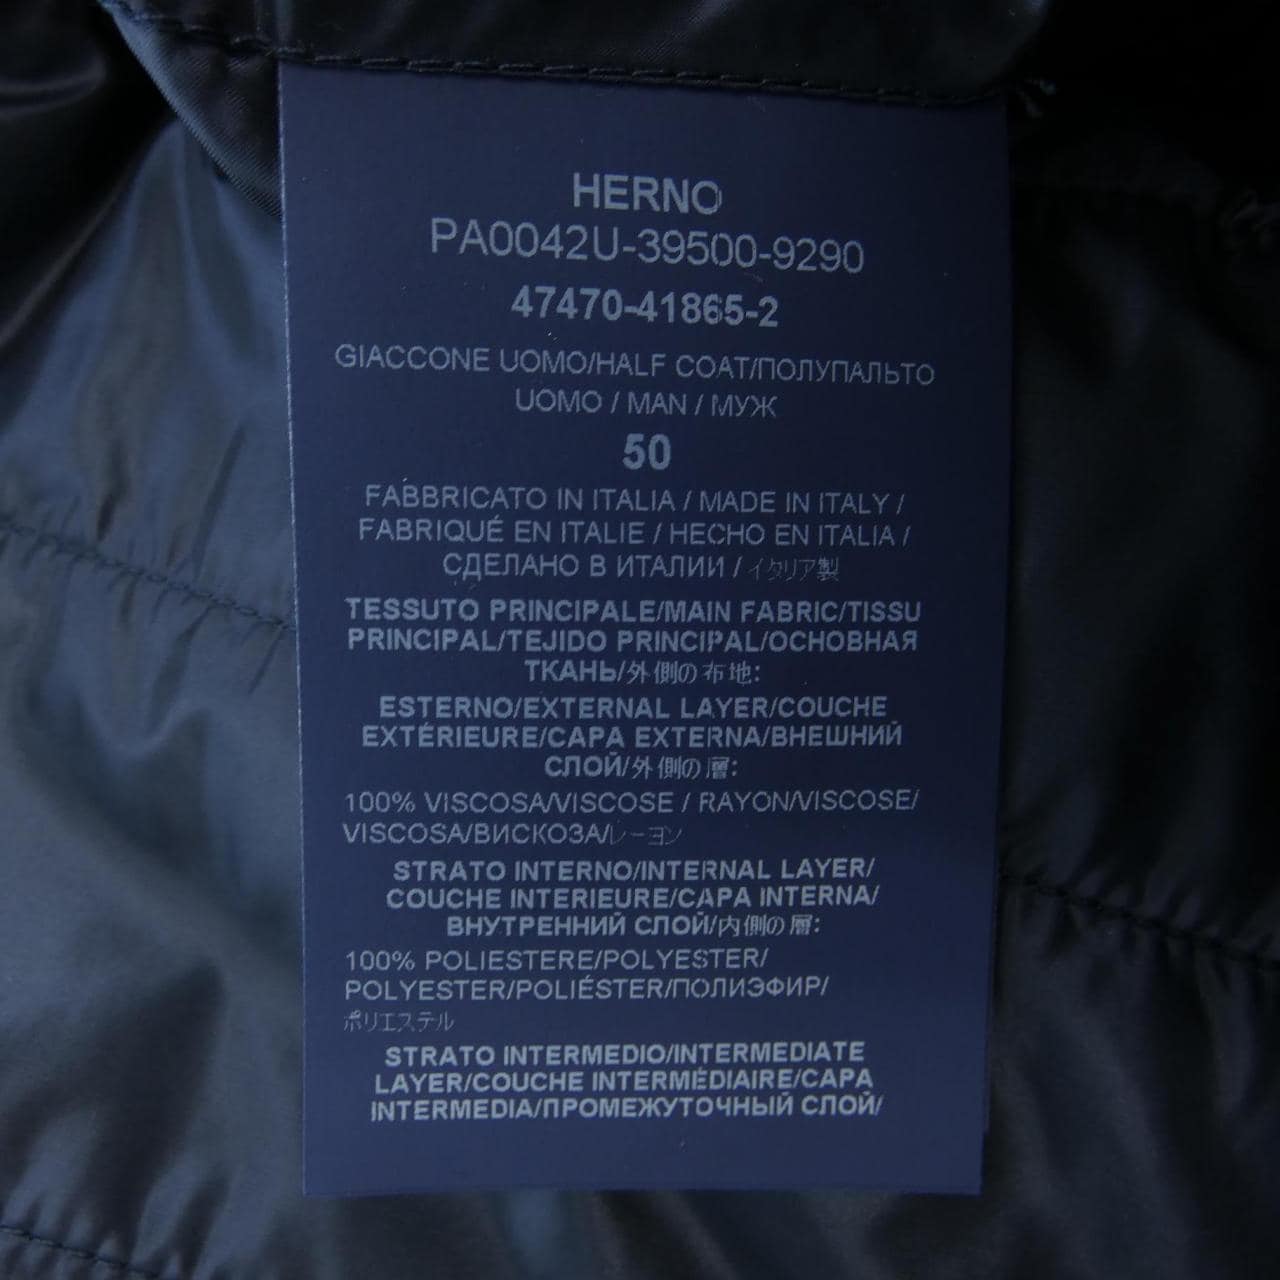 HERNO
PA0042U-39500-9290
47470-41865-2
GIACCONE UOMO/HALF COAT/ПОЛУПАЛЬТО
UOMO / MAN / МУЖ
50
FABBRICATO IN ITALIA / MADE IN ITALY /
FABRIQUÉ EN ITALIE / HECHO EN ITALIA /
СДЕЛАНО В ИТАЛИИ / イタリア製
TESSUTO PRINCIPALE/MAIN FABRIC/TISSU
PRINCIPAL/TEJIDO PRINCIPAL/ОСНОВНАЯ
ТКАНЬ/外側の布地:
ESTERNO/EXTERNAL LAYER/COUCHE
EXTÉRIEURE/CAPA EXTERNA/ВНЕШНИЙ
СЛОЙ/外側の層:
100% VISCOSA/VISCOSE / RAYON/VISCOSE/
VISCOSA/ВИСКОЗА/レーヨン
STRATO INTERNO/INTERNAL LAYER/
COUCHE INTERIEURE/CAPA INTERNA/
ВНУТРЕННИЙ СЛОЙ/内側の層:
100% POLIESTERE/POLYESTER/
POLYESTER/POLIÉSTER/ПОЛИЭФИР/
ポリエステル
STRATO INTERMEDIO/INTERMEDIATE
LAYER/COUCHE INTERMÉDIAIRE/CAPA
INTERMEDIA/ПРОМЕЖУТОЧНЫЙ СЛОЙ/